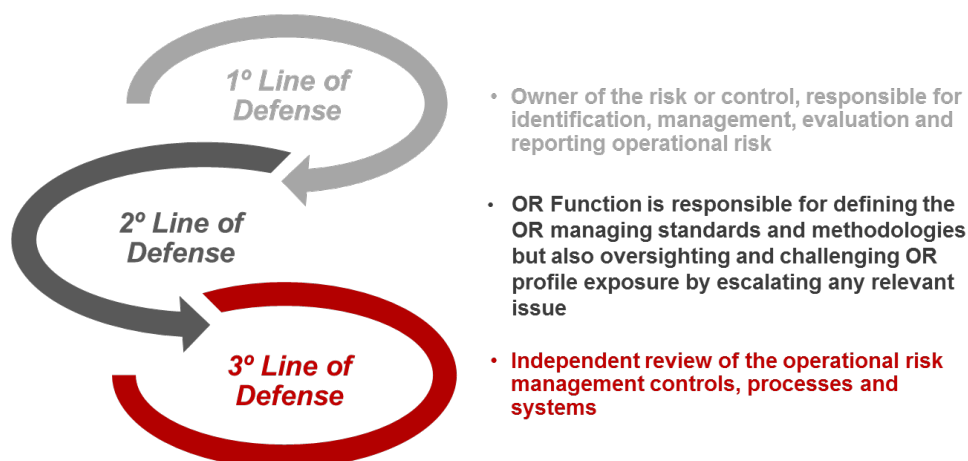 1º Line of
Defense
• Owner of the risk or control, responsible for
identification, management, evaluation and
reporting operational risk
2º Line of
Defense
• OR Function is responsible for defining the
OR managing standards and methodologies
but also oversighting and challenging OR
profile exposure by escalating any relevant
issue
3º Line of
Defense
• Independent review of the operational risk
management controls, processes and
systems